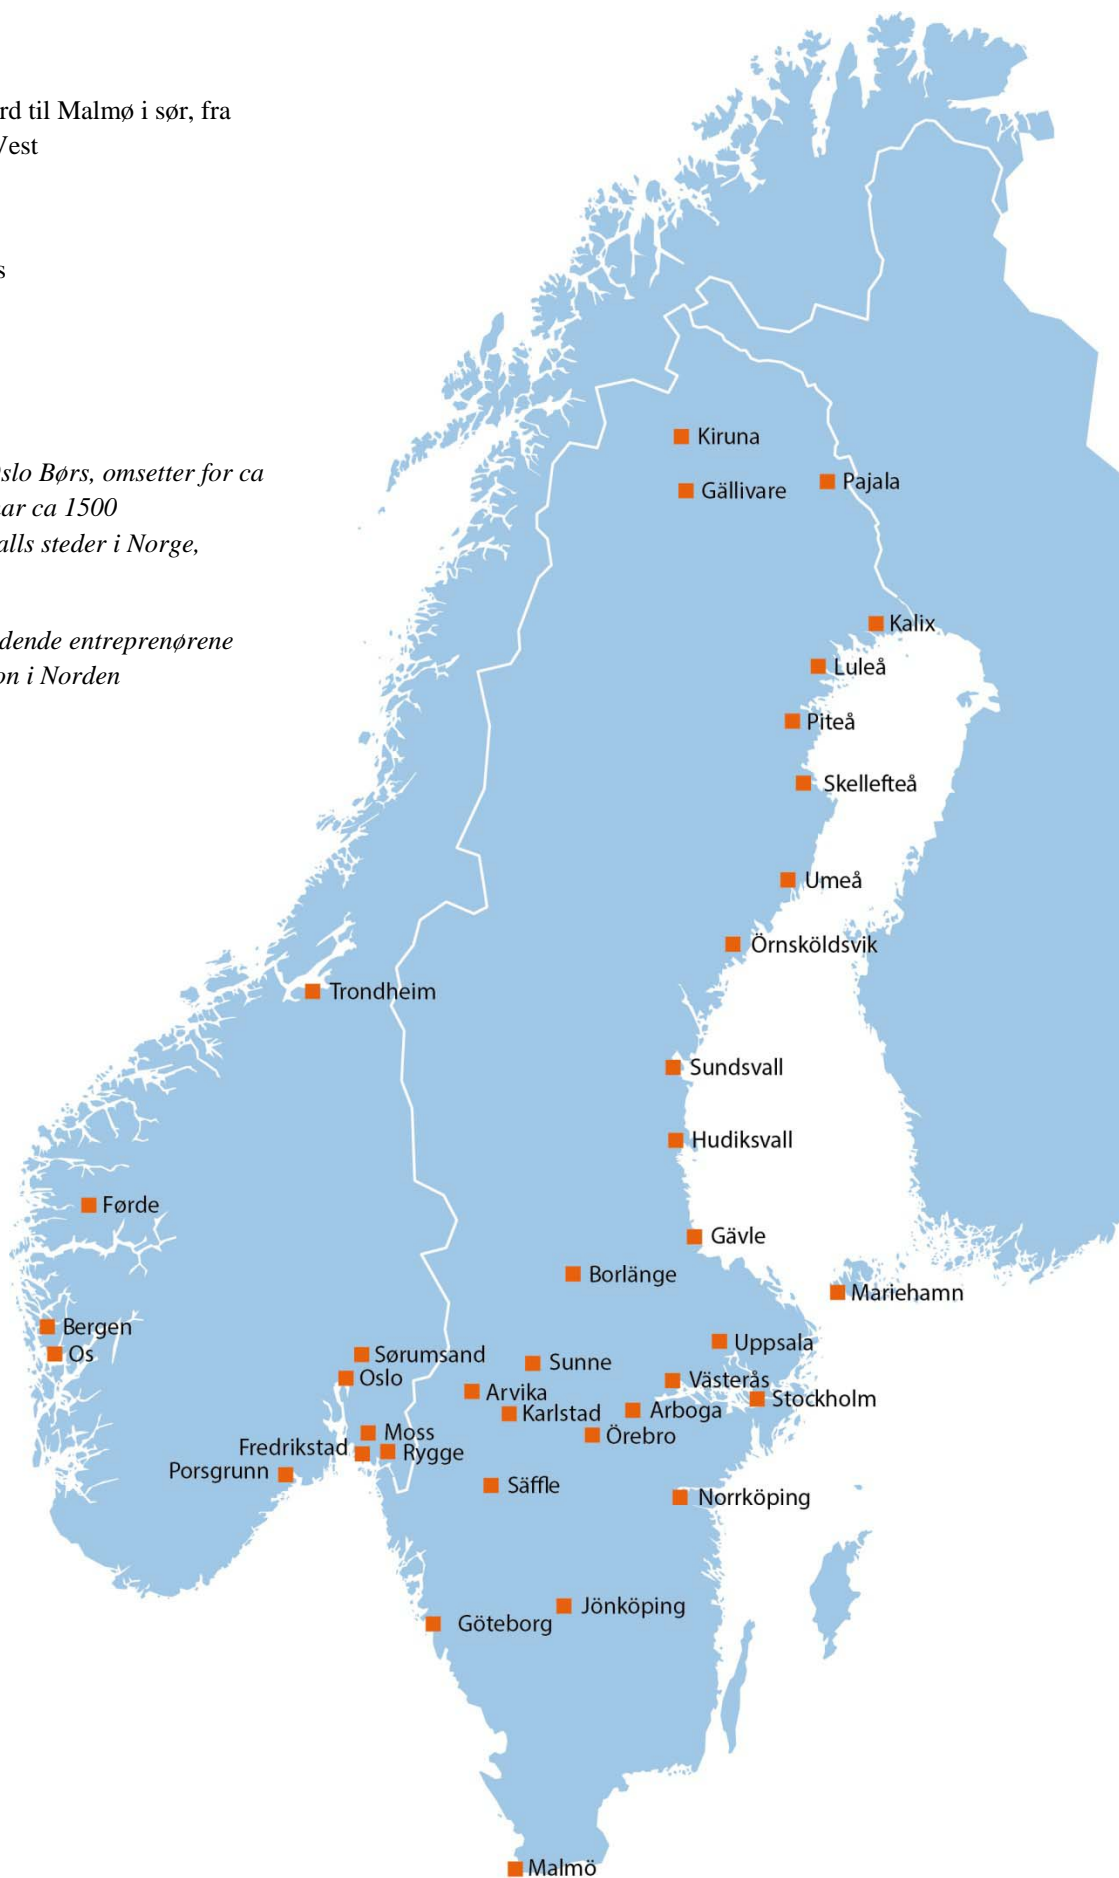 rd til Malmø i sør, fra
Vest
s
Oslo Børs, omsetter for ca
har ca 1500
alls steder i Norge,
dende entreprenørene
on i Norden
Kiruna
Gällivare
Pajala
Kalix
Luleå
Piteå
Skellefteå
Umeå
Örnsköldsvik
Trondheim
Sundsvall
Hudiksvall
Førde
Gävle
Borlänge
Mariehamn
Bergen
Os
Uppsala
Sørumsand
Sunne
Oslo
Västerås
Arvika
Stockholm
Karlstad
Arboga
Moss
Örebro
Fredrikstad
Rygge
Porsgrunn
Säffle
Norrköping
Jönköping
Göteborg
Malmö